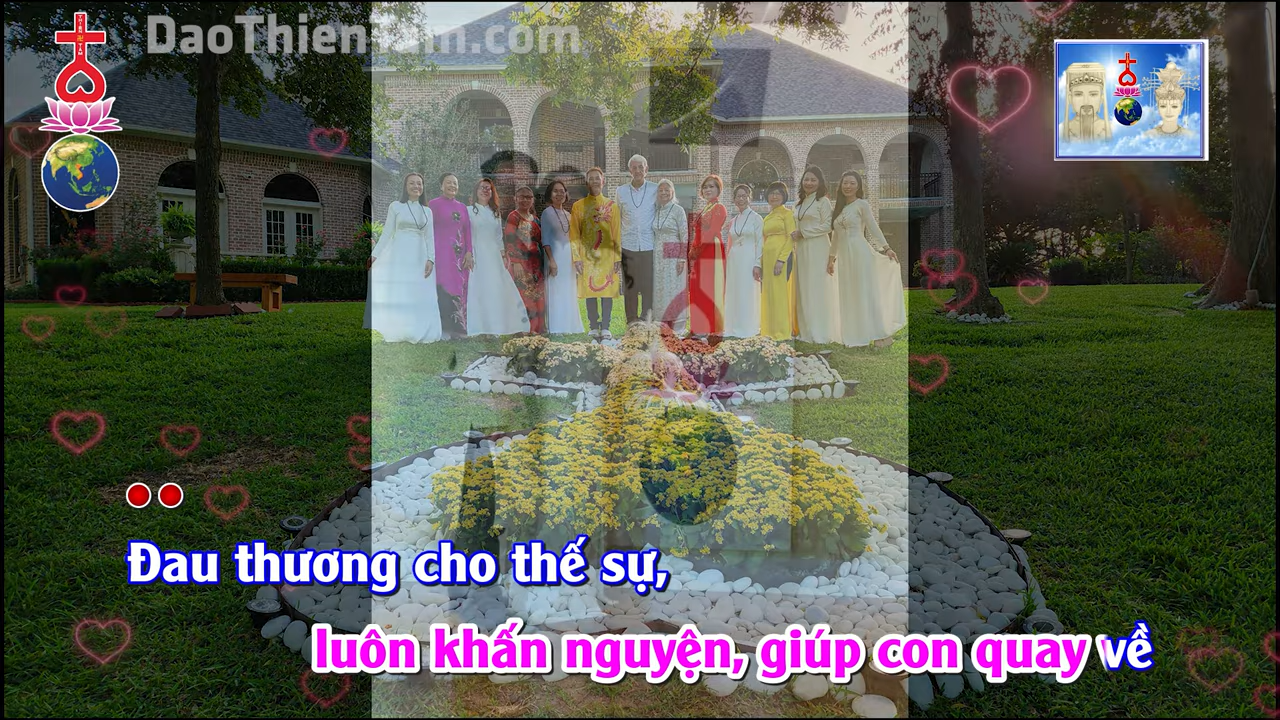 DaoThienTam.com
Đau thương cho thế sự,
luôn khấn nguyện, giúp con quay về